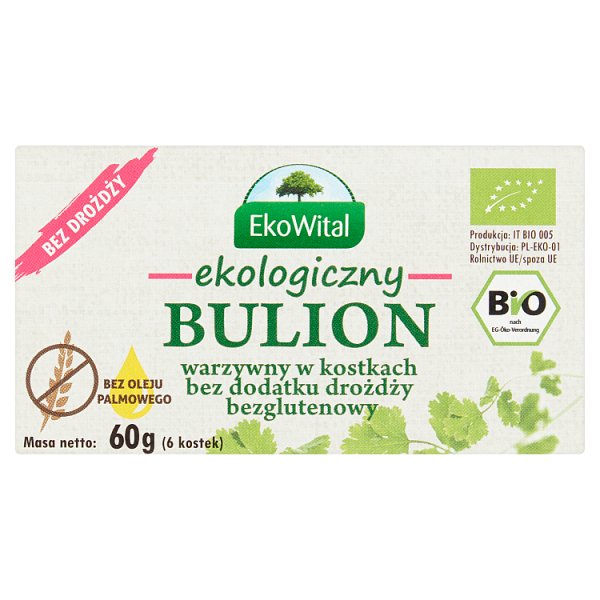 BEZ DROŻDŻY
EkoWital
Produkcja: IT BIO 005
Dystrybucja: PL-EKO-01
Rolnictwo UE/spoza UE
ekologiczny
BULION
Bio
nach
EG-Öko-Verordnung
warzywny w kostkach
bez dodatku drożdży
bezglutenowy
BEZ OLEJU
PALMOWEGO
Masa netto: 60g (6 kostek)